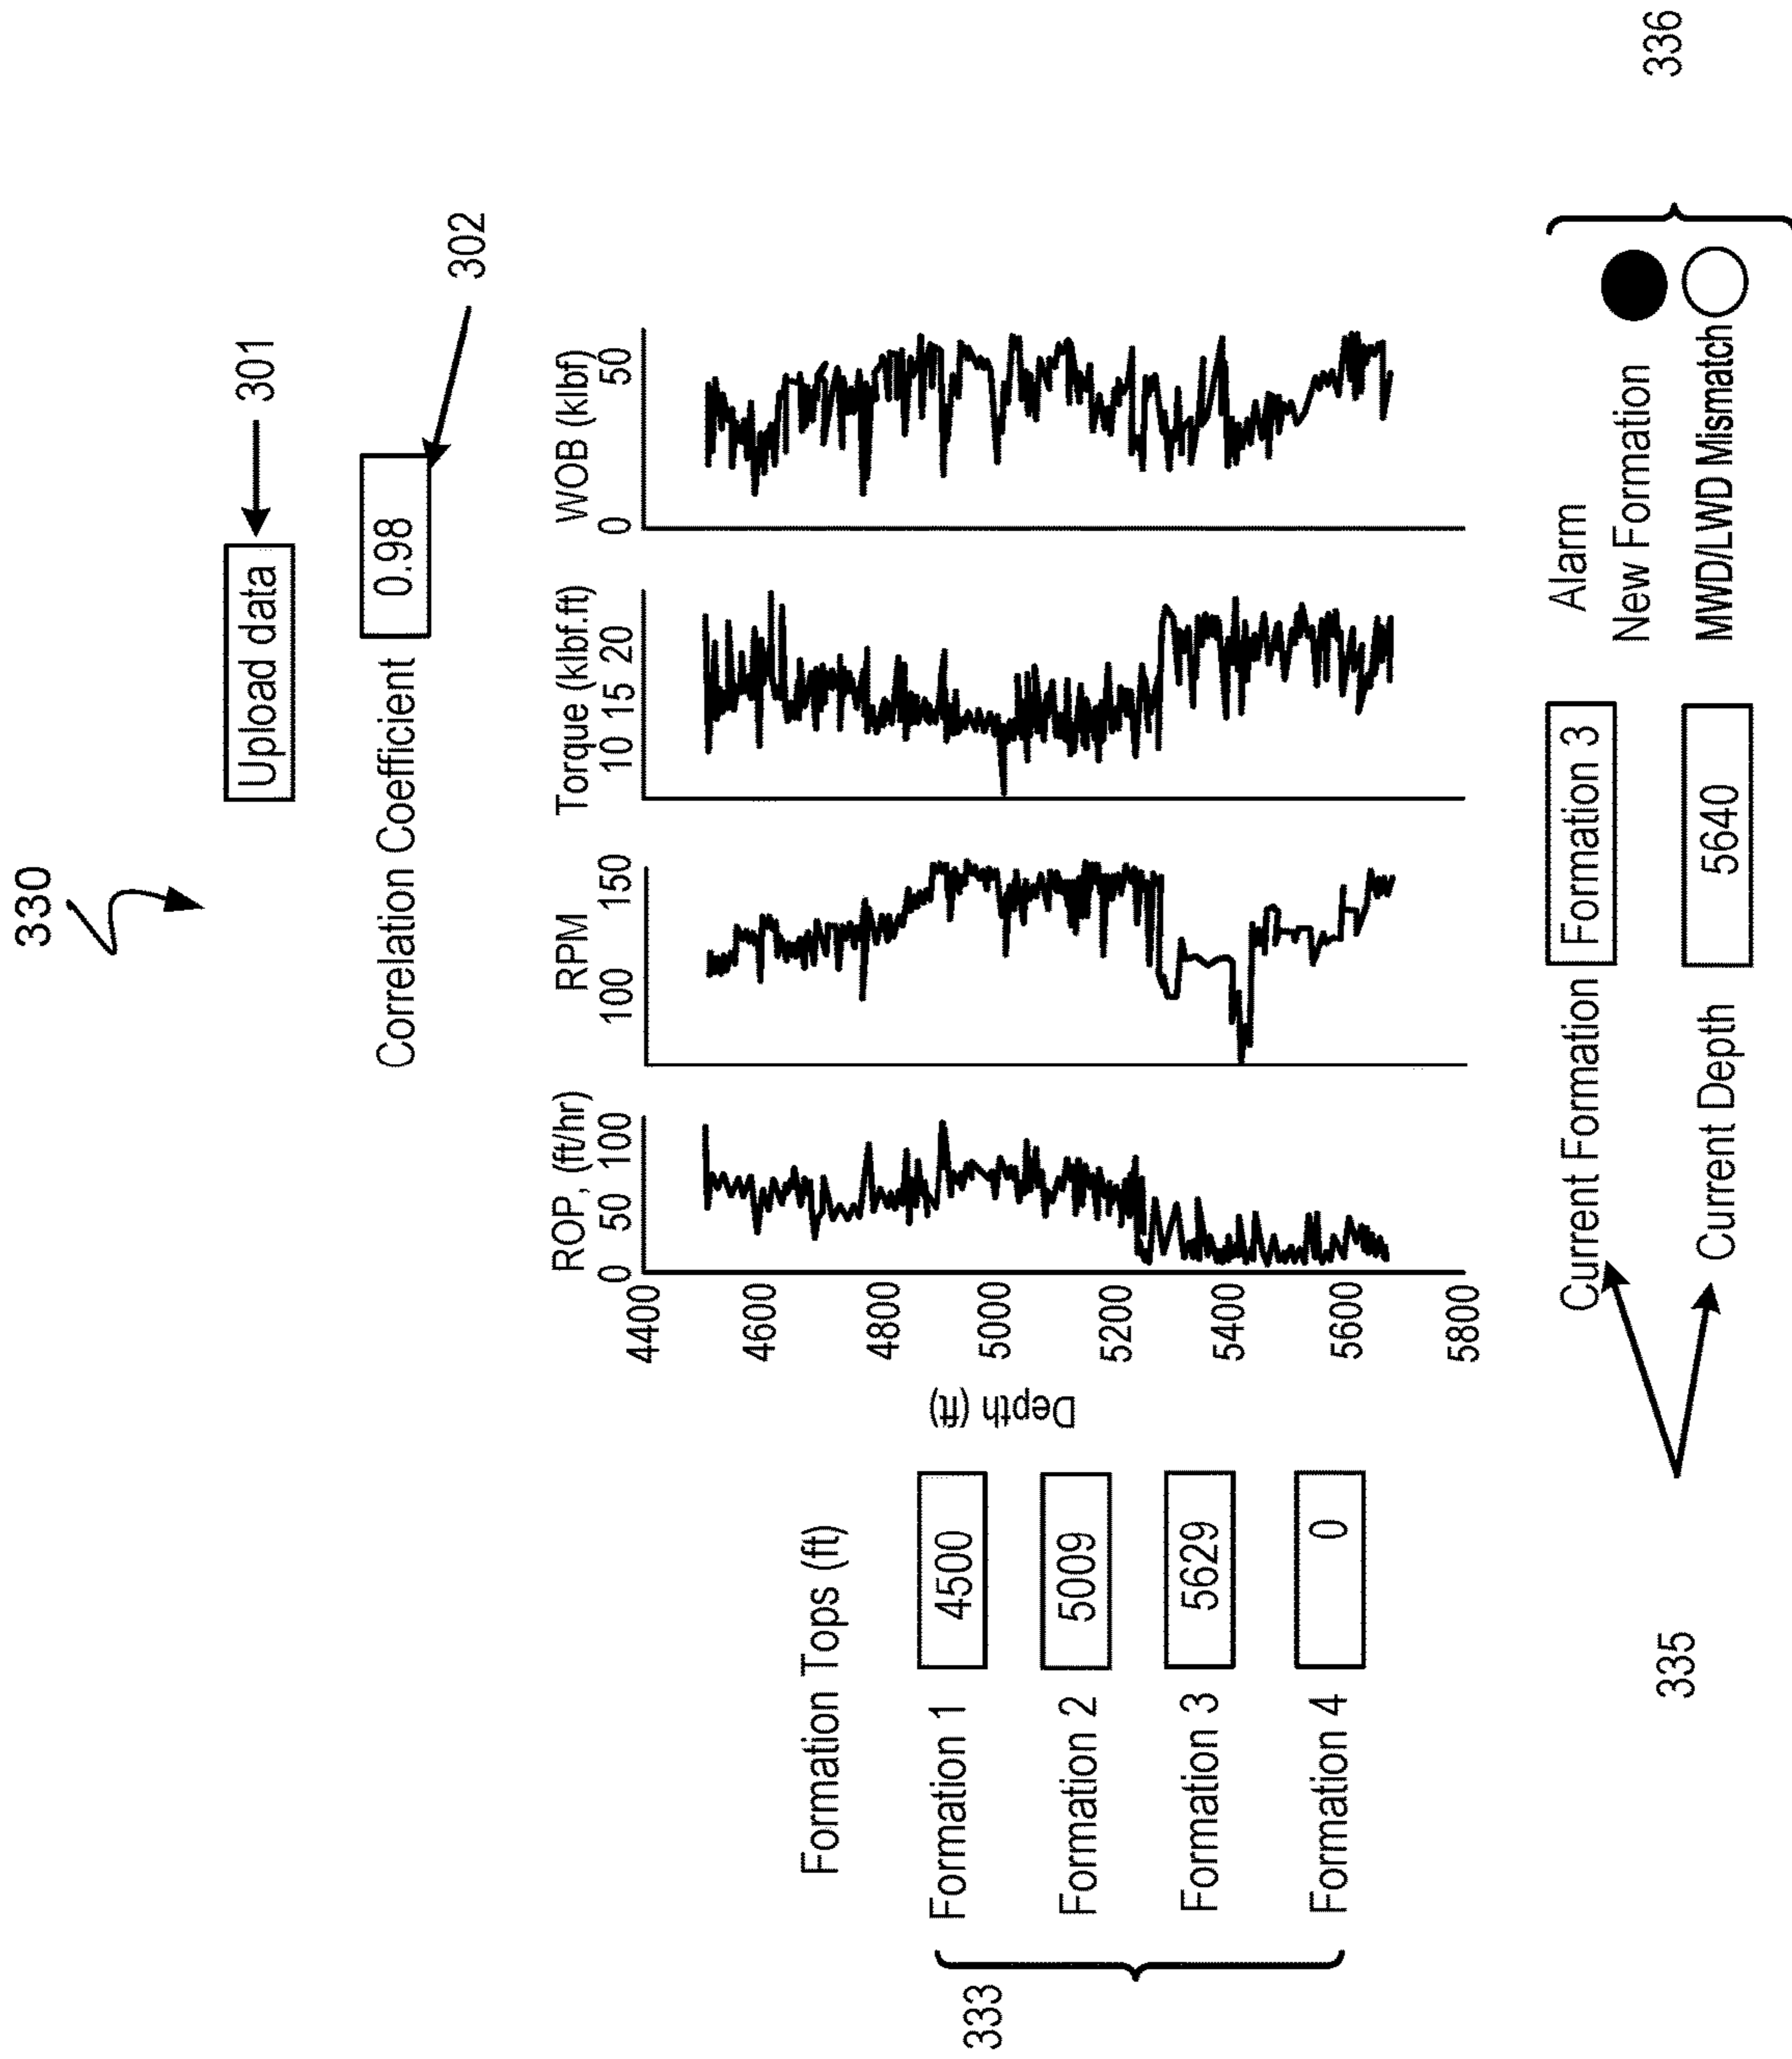 330
Upload data
301
Correlation Coefficient
0.98
302
Formation Tops (ft)
333
Formation 1
4500
Formation 2
5009
Formation 3
5629
Formation 4
0
Depth (ft)
4400
4600
4800
5000
5200
5400
5600
5800
ROP, (ft/hr)
0 50 100
RPM
100 150
Torque (klbf.ft)
10 15 20
WOB (klbf)
0 50
335
Current Formation
Formation 3
Current Depth
5640
Alarm
New Formation
MWD/LWD Mismatch
336